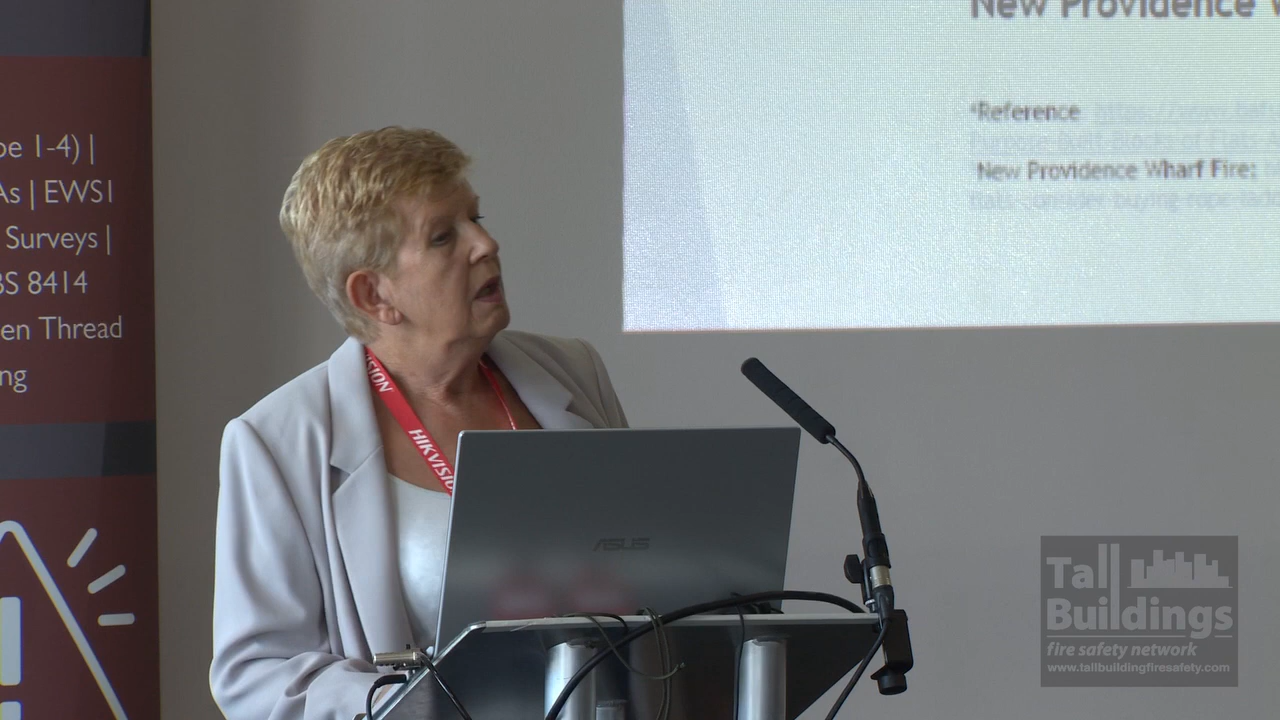 pe 1-4) |
As | EWS1
Surveys |
BS 8414
en Thread
ng
New Providence W
Reference
New Providence Wharf Fire:
HIKVISION
ISION
ASUS
Tall
Buildings
fire safety network
www.tallbuildingfiresafety.com